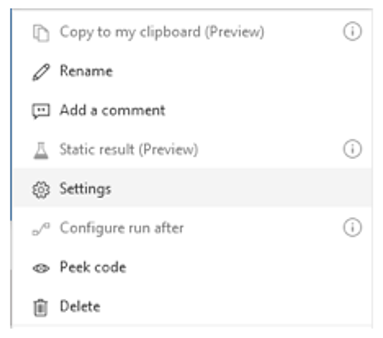 Copy to my clipboard (Preview)
Rename
Add a comment
Static result (Preview)
Settings
Configure run after
Peek code
Delete